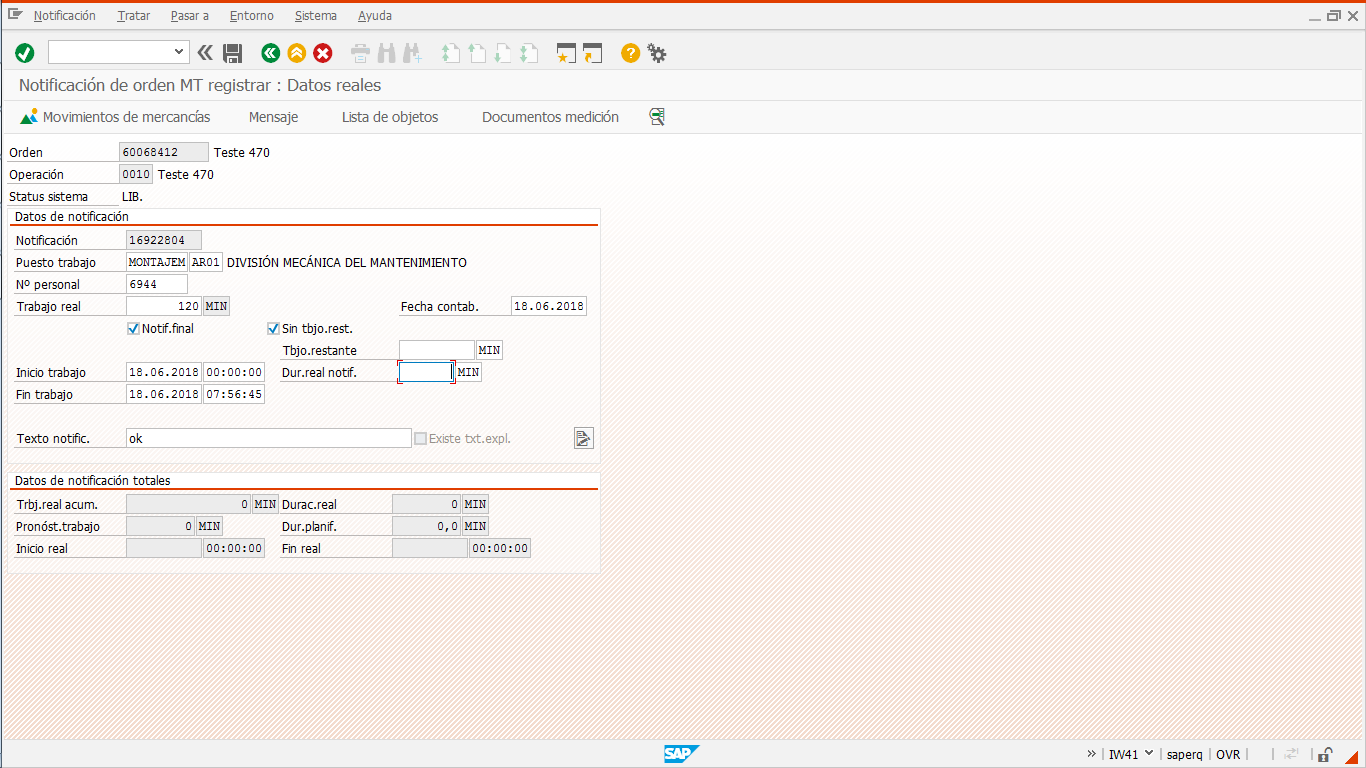 Notificación Tratar Pasar a Entorno Sistema Ayuda
Notificación de orden MT registrar : Datos reales
Movimientos de mercancías Mensaje Lista de objetos Documentos medición
Orden 60068412 Teste 470
Operación 0010 Teste 470
Status sistema LIB.
Datos de notificación
Notificación 16922804
Puesto trabajo MONTAJEM AR01 DIVISIÓN MECÁNICA DEL MANTENIMIENTO
Nº personal 6944
Trabajo real 120 MIN Fecha contab. 18.06.2018
Notif.final Sin tbjo.rest.
Tbjo.restante MIN
Inicio trabajo 18.06.2018 00:00:00 Dur.real notif. MIN
Fin trabajo 18.06.2018 07:56:45
Texto notific. ok Existe txt.expl.
Datos de notificación totales
Trbj.real acum. 0 MIN Durac.real 0 MIN
Pronóst.trabajo 0 MIN Dur.planif. 0,0 MIN
Inicio real 00:00:00 Fin real 00:00:00
SAP » IW41 saperq OVR